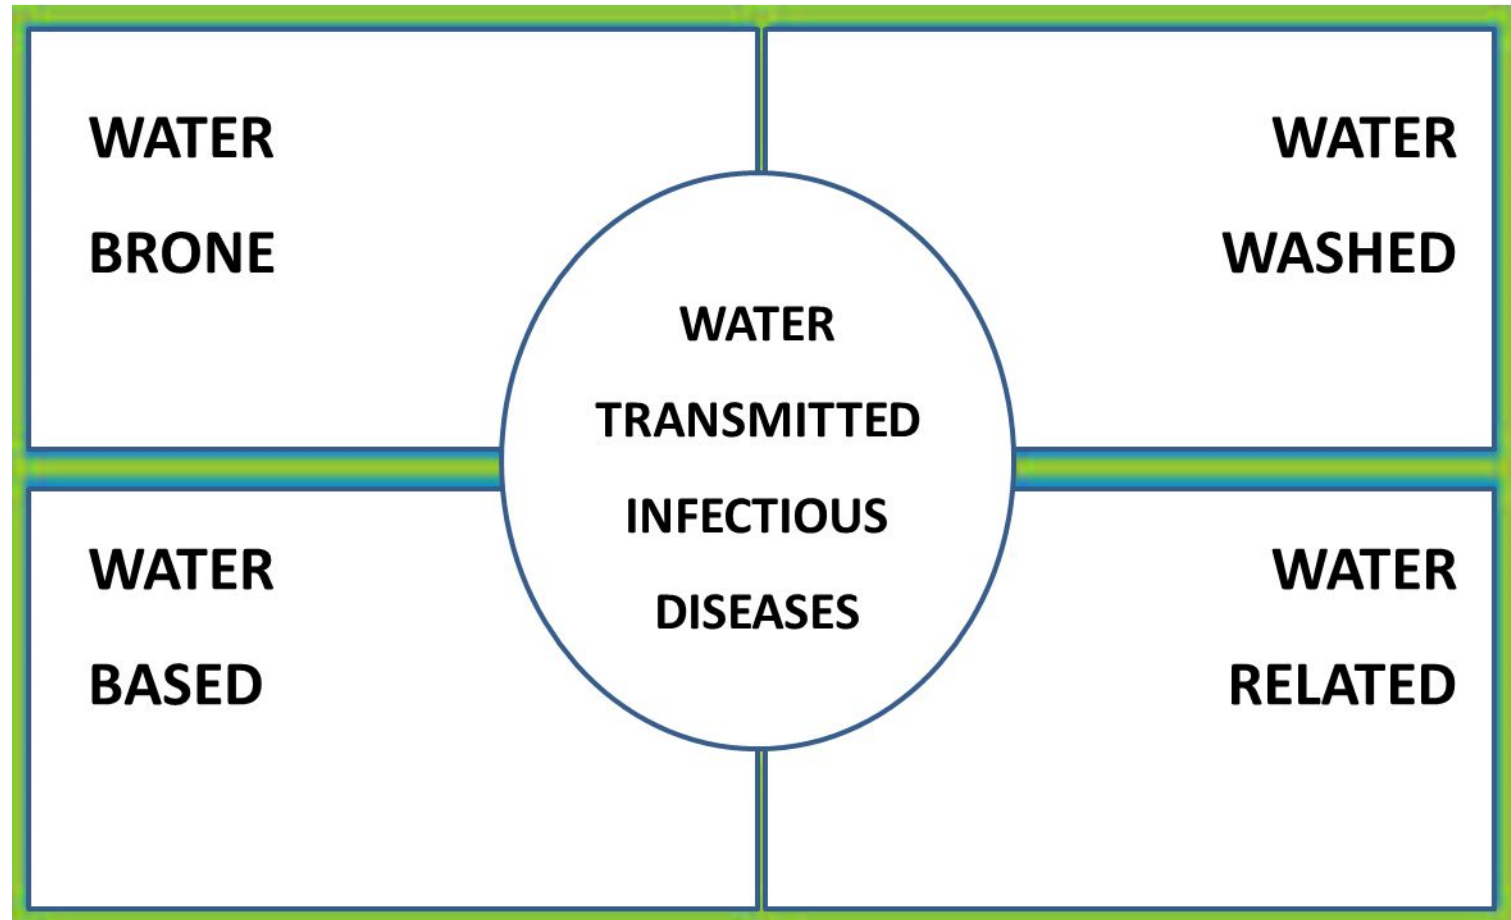 WATER
BRONE
WATER
WASHED
WATER
TRANSMITTED
INFECTIOUS
DISEASES
WATER
BASED
WATER
RELATED